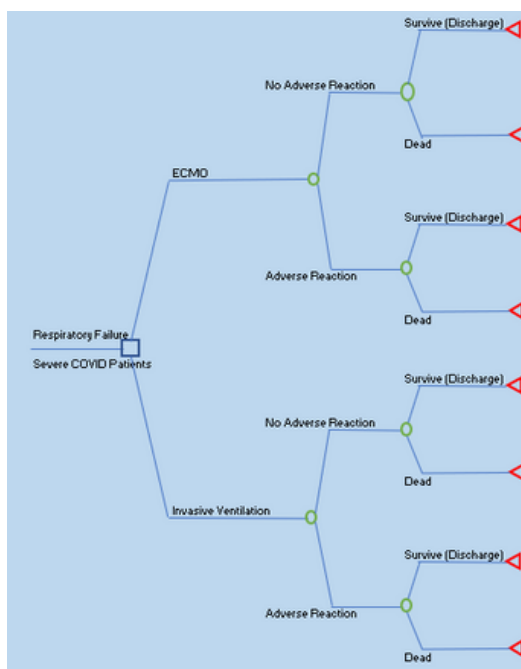 Survive (Discharge)
No Adverse Reaction
Dead
ECMO
Survive (Discharge)
Adverse Reaction
Dead
Respiratory Failure
Severe COVID Patients
Survive (Discharge)
No Adverse Reaction
Dead
Invasive Ventilation
Survive (Discharge)
Adverse Reaction
Dead